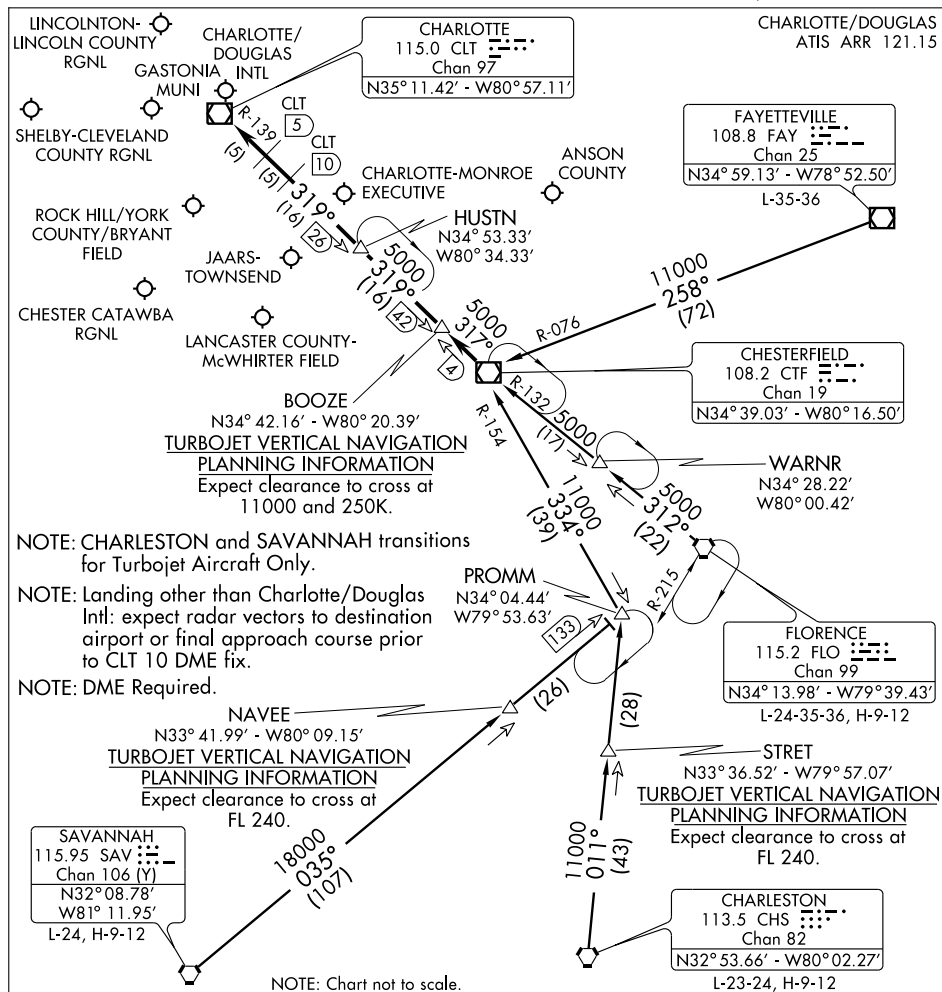 LINCOLNTON-
LINCOLN COUNTY
RGNL
CHARLOTTE/
DOUGLAS
INTL
GASTONIA
MUNI
CHARLOTTE
115.0 CLT
Chan 97
N35°11.42' - W80°57.11'
CHARLOTTE/DOUGLAS
ATIS ARR 121.15
SHELBY-CLEVELAND
COUNTY RGNL
FAYETTEVILLE
108.8 FAY
Chan 25
N34°59.13' - W78°52.50'
L-35-36
R-139
(5)
CLT
5
(5)
CLT
10
319°
(16)
26
CHARLOTTE-MONROE
EXECUTIVE
ANSON
COUNTY
ROCK HILL/YORK
COUNTY/BRYANT
FIELD
HUSTN
N34°53.33'
W80°34.33'
JAARS-
TOWNSEND
CHESTER CATAWBA
RGNL
LANCASTER COUNTY-
McWHIRTER FIELD
5000
319°
(16)
42
5000
317°
4
11000
258°
(72)
R-076
CHESTERFIELD
108.2 CTF
Chan 19
N34°39.03' - W80°16.50'
BOOZE
N34°42.16' - W80°20.39'
TURBOJET VERTICAL NAVIGATION
PLANNING INFORMATION
Expect clearance to cross at
11000 and 250K.
R-132
5000
(17)
R-154
WARNR
N34°28.22'
W80°00.42'
5000
312°
(22)
11000
334°
(39)
NOTE: CHARLESTON and SAVANNAH transitions
for Turbojet Aircraft Only.
NOTE: Landing other than Charlotte/Douglas
Intl: expect radar vectors to destination
airport or final approach course prior
to CLT 10 DME fix.
NOTE: DME Required.
PROMM
N34°04.44'
W79°53.63'
133
R-215
FLORENCE
115.2 FLO
Chan 99
N34°13.98' - W79°39.43'
L-24-35-36, H-9-12
NAVEE
N33°41.99' - W80°09.15'
TURBOJET VERTICAL NAVIGATION
PLANNING INFORMATION
Expect clearance to cross at
FL 240.
(26)
(28)
STRET
N33°36.52' - W79°57.07'
TURBOJET VERTICAL NAVIGATION
PLANNING INFORMATION
Expect clearance to cross at
FL 240.
SAVANNAH
115.95 SAV
Chan 106 (Y)
N32°08.78'
W81°11.95'
L-24, H-9-12
18000
035°
(107)
11000
011°
(43)
CHARLESTON
113.5 CHS
Chan 82
N32°53.66' - W80°02.27'
L-23-24, H-9-12
NOTE: Chart not to scale.